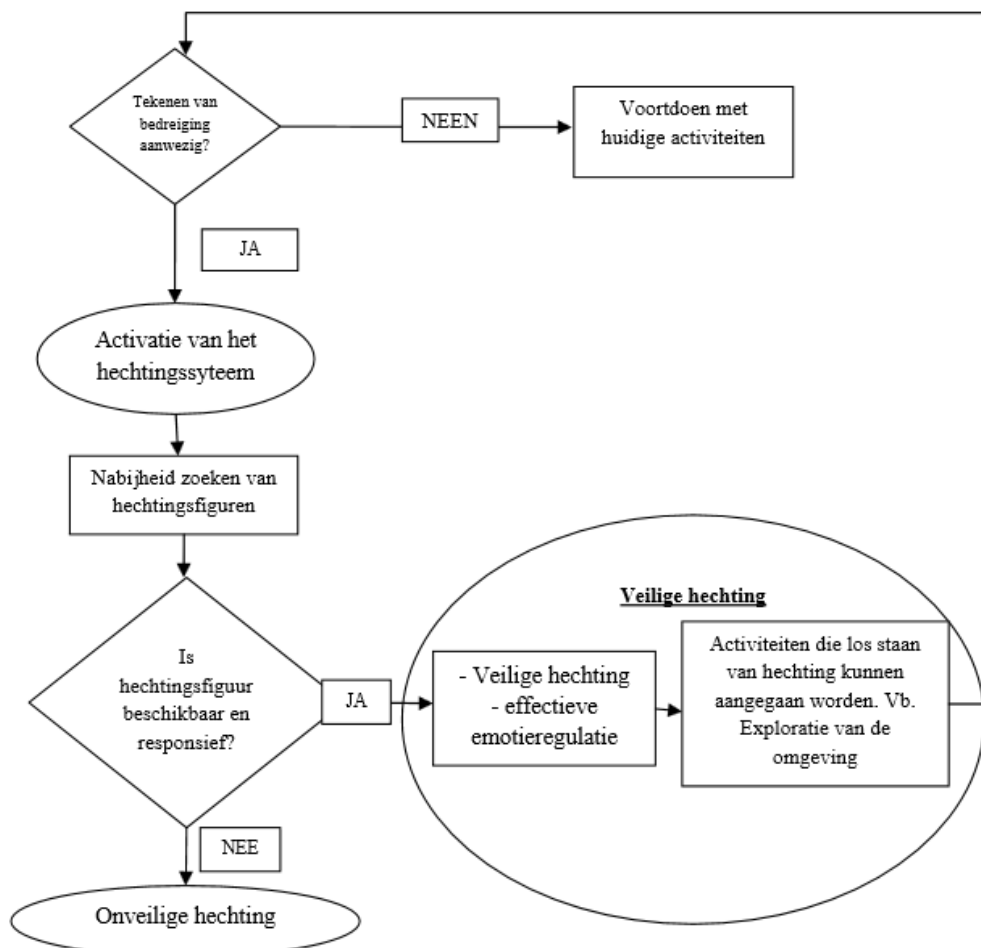 Tekenen van
bedreiging
aanwezig?
NEEN
Voortdoen met
huidige activiteiten
JA
Activatie van het
hechtingssyteem
Nabijheid zoeken van
hechtingsfiguren
Is
hechtingsfiguur
beschikbaar en
responsief?
JA
Veilige hechting
- Veilige hechting
- effectieve
emotieregulatie
Activiteiten die los staan
van hechting kunnen
aangegaan worden. Vb.
Exploratie van de
omgeving
NEE
Onveilige hechting